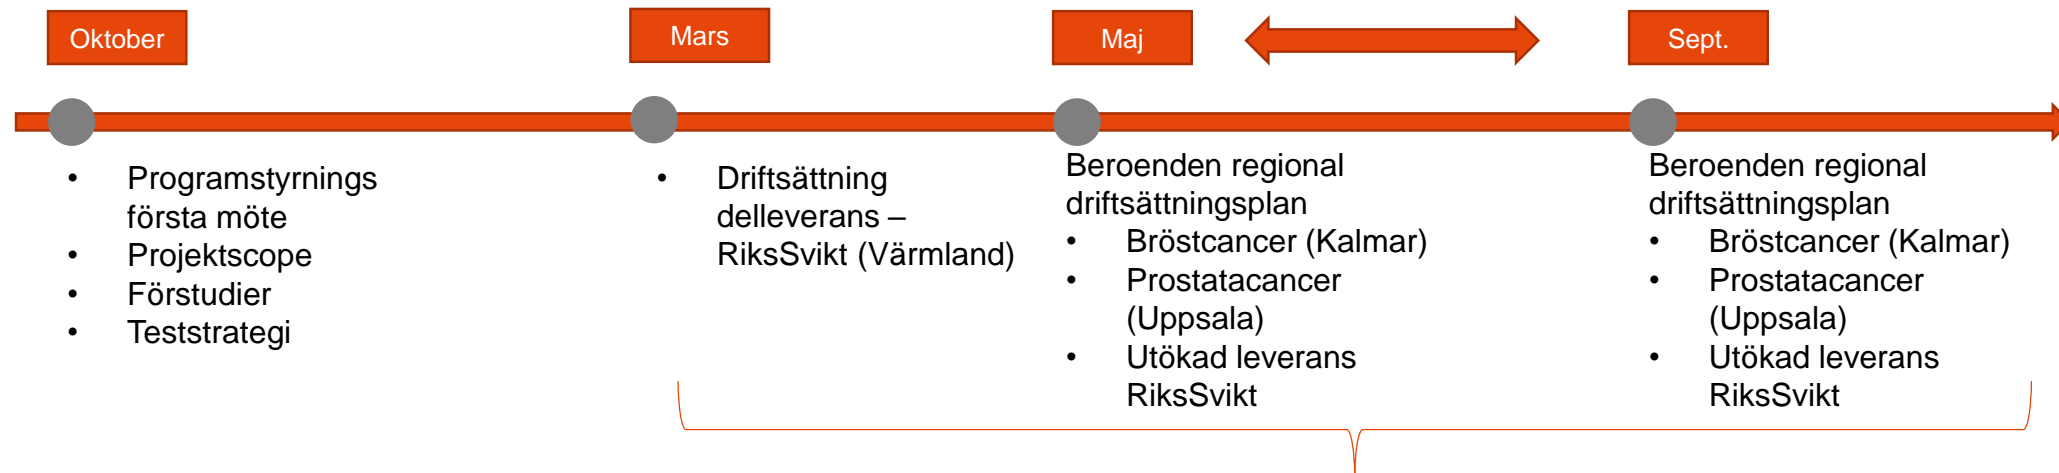 Oktober
Mars
Maj
Sept.
• Programstyrnings
första möte
• Projektscope
• Förstudier
• Teststrategi
• Driftsättning
delleverans –
RiksSvikt (Värmland)
Beroenden regional
driftsättningsplan
• Bröstcancer (Kalmar)
• Prostatacancer
(Uppsala)
• Utökad leverans
RiksSvikt
Beroenden regional
driftsättningsplan
• Bröstcancer (Kalmar)
• Prostatacancer
(Uppsala)
• Utökad leverans
RiksSvikt